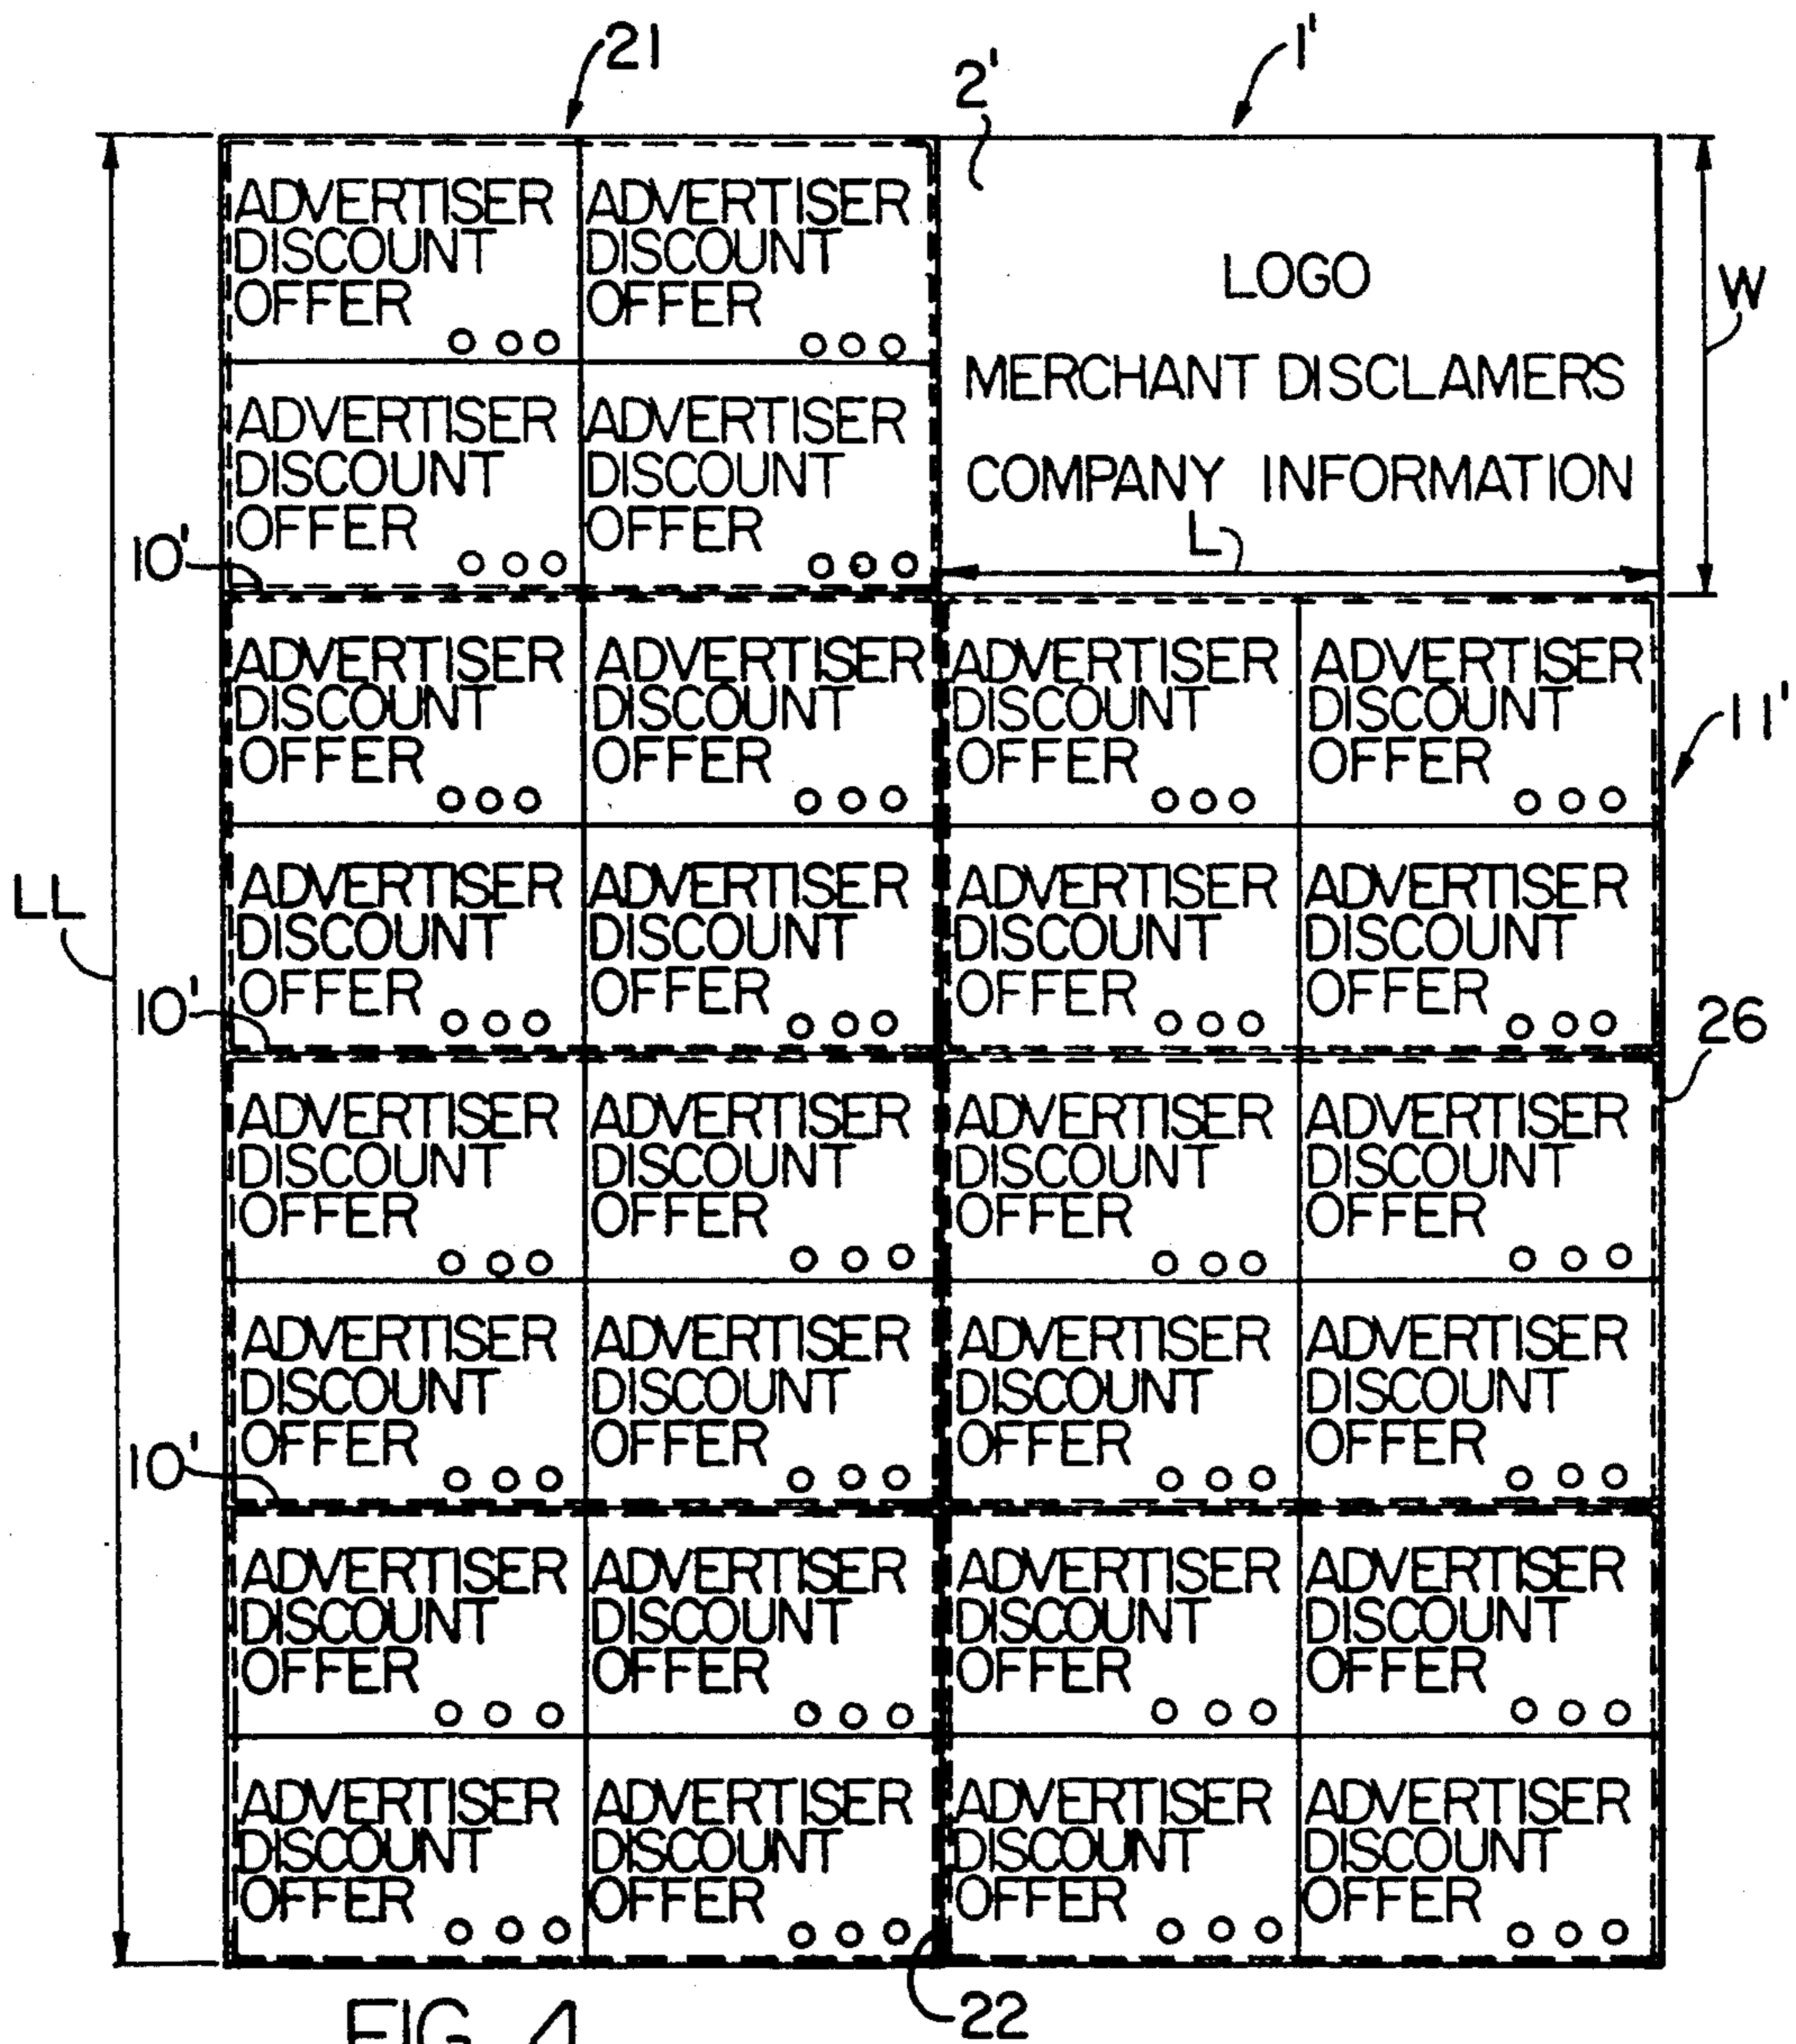 21
1'
2'
ADVERTISER ADVERTISER
DISCOUNT DISCOUNT
OFFER OFFER
LOGO
W
MERCHANT DISCLAMERS
ADVERTISER ADVERTISER
DISCOUNT DISCOUNT
OFFER OFFER
COMPANY INFORMATION
L
10'
ADVERTISER ADVERTISER ADVERTISER ADVERTISER
DISCOUNT DISCOUNT DISCOUNT DISCOUNT
OFFER OFFER OFFER OFFER
11'
ADVERTISER ADVERTISER ADVERTISER ADVERTISER
DISCOUNT DISCOUNT DISCOUNT DISCOUNT
OFFER OFFER OFFER OFFER
LL
10'
26
ADVERTISER ADVERTISER ADVERTISER ADVERTISER
DISCOUNT DISCOUNT DISCOUNT DISCOUNT
OFFER OFFER OFFER OFFER
ADVERTISER ADVERTISER ADVERTISER ADVERTISER
DISCOUNT DISCOUNT DISCOUNT DISCOUNT
OFFER OFFER OFFER OFFER
10'
ADVERTISER ADVERTISER ADVERTISER ADVERTISER
DISCOUNT DISCOUNT DISCOUNT DISCOUNT
OFFER OFFER OFFER OFFER
ADVERTISER ADVERTISER ADVERTISER ADVERTISER
DISCOUNT DISCOUNT DISCOUNT DISCOUNT
OFFER OFFER OFFER OFFER
22
FIG. 4